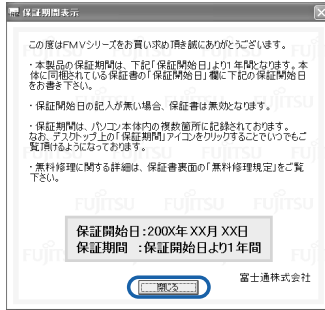 保証期間表示
この度はFMVシリーズをお買い求め頂き誠にありがとうございます。
・本製品の保証期間は、下記「保証開始日」より1年間となります。本
体に同梱されている保証書の「保証開始日」欄に下記の保証開始日
をお書き下さい。
・保証開始日の記入が無い場合、保証書は無効となります。
・保証期間は、パソコン本体内の複数箇所に記録されております。
なお、デスクトップ上の「保証期間」アイコンをクリックすることでいつでもご
覧頂けるようになっております。
・無料修理に関する詳細は、保証書裏面の「無料修理規定」をご覧
下さい。
保証開始日:200X年 XX月 XX日
保証期間 :保証開始日より1年間
閉じる
富士通株式会社